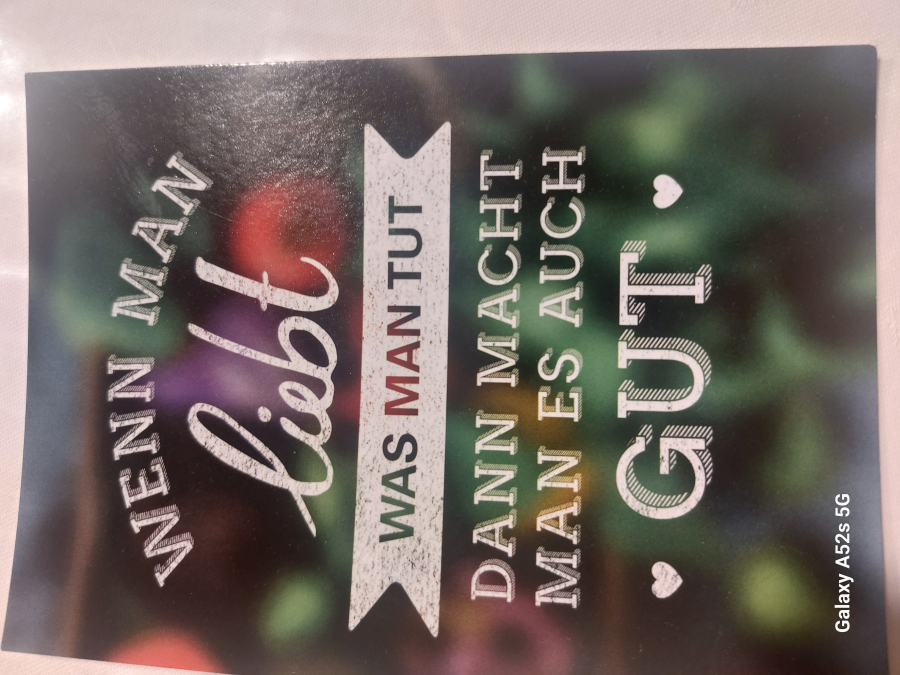 WENN MAN
liebt
WAS MAN TUT
DANN MACHT
MAN ES AUCH
GUT
Galaxy A52s 5G